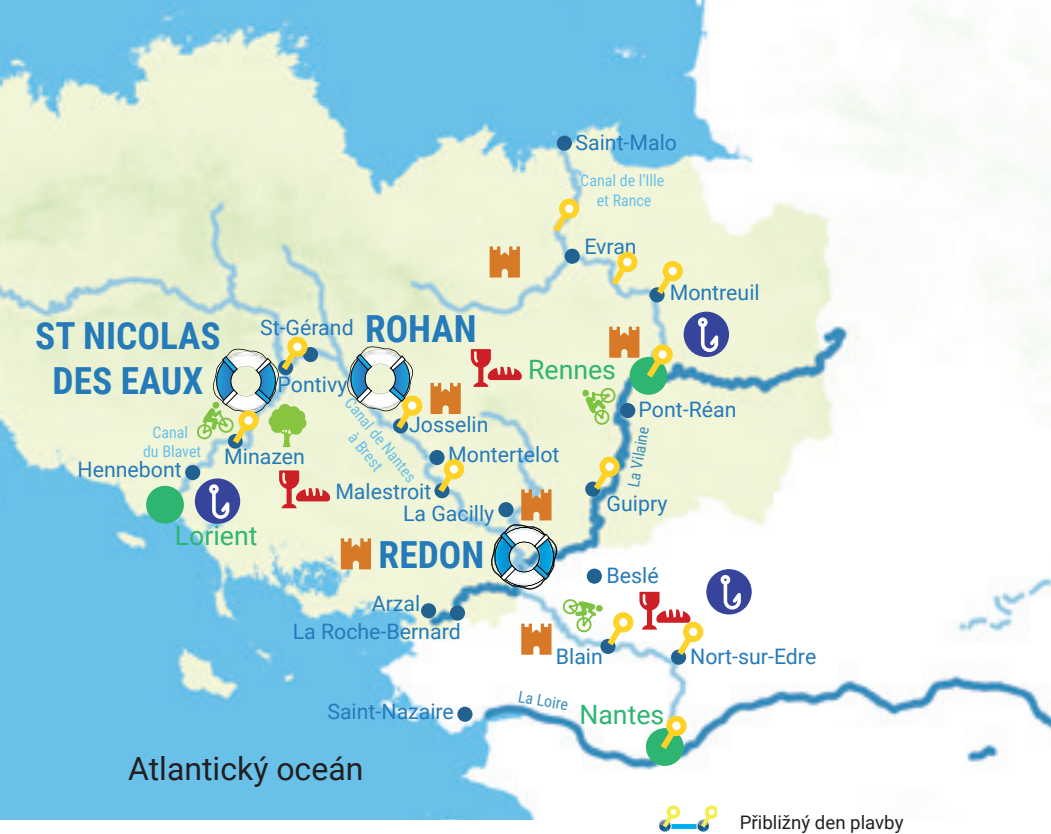 Saint-Malo
Canal de l'Ille
et Rance
Evran
Montreuil
ST NICOLAS
DES EAUX
St-Gérand
ROHAN
Pontivy
Rennes
Josselin
Pont-Réan
Canal
du Blavet
Minazen
Canal de Nantes
à Brest
Montertelot
La Vilaine
Hennebont
Malestroit
La Gacilly
Guipry
Lorient
REDON
Beslé
Arzal
La Roche-Bernard
Blain
Nort-sur-Edre
Saint-Nazaire
La Loire
Nantes
Atlantický oceán
Přibližný den plavby